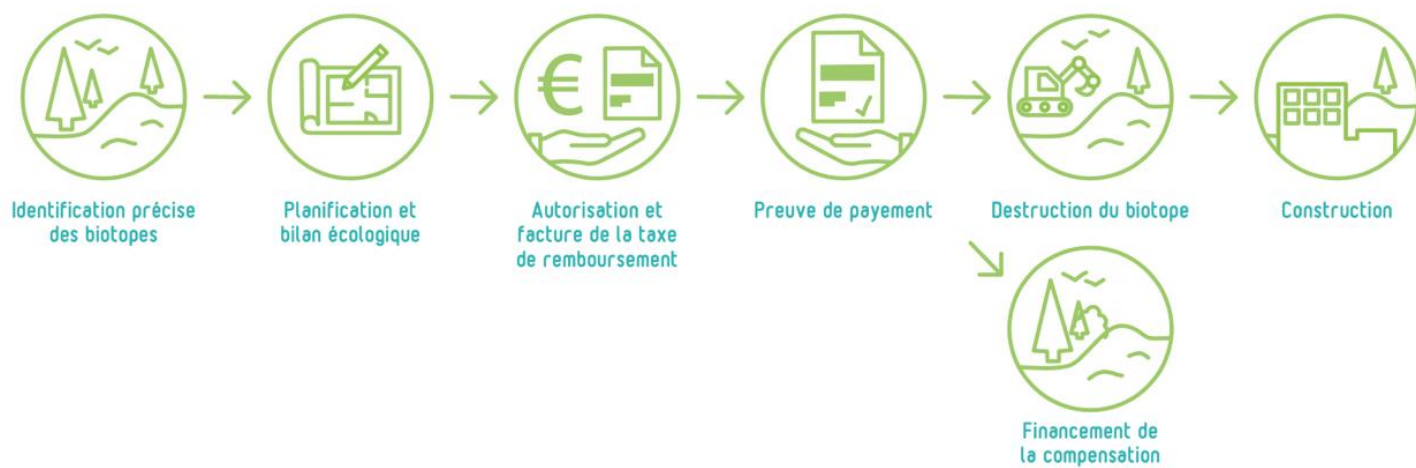 Identification précise
des biotopes
Planification et
bilan écologique
Autorisation et
facture de la taxe
de remboursement
Preuve de payement
Destruction du biotope
Construction
Financement de
la compensation